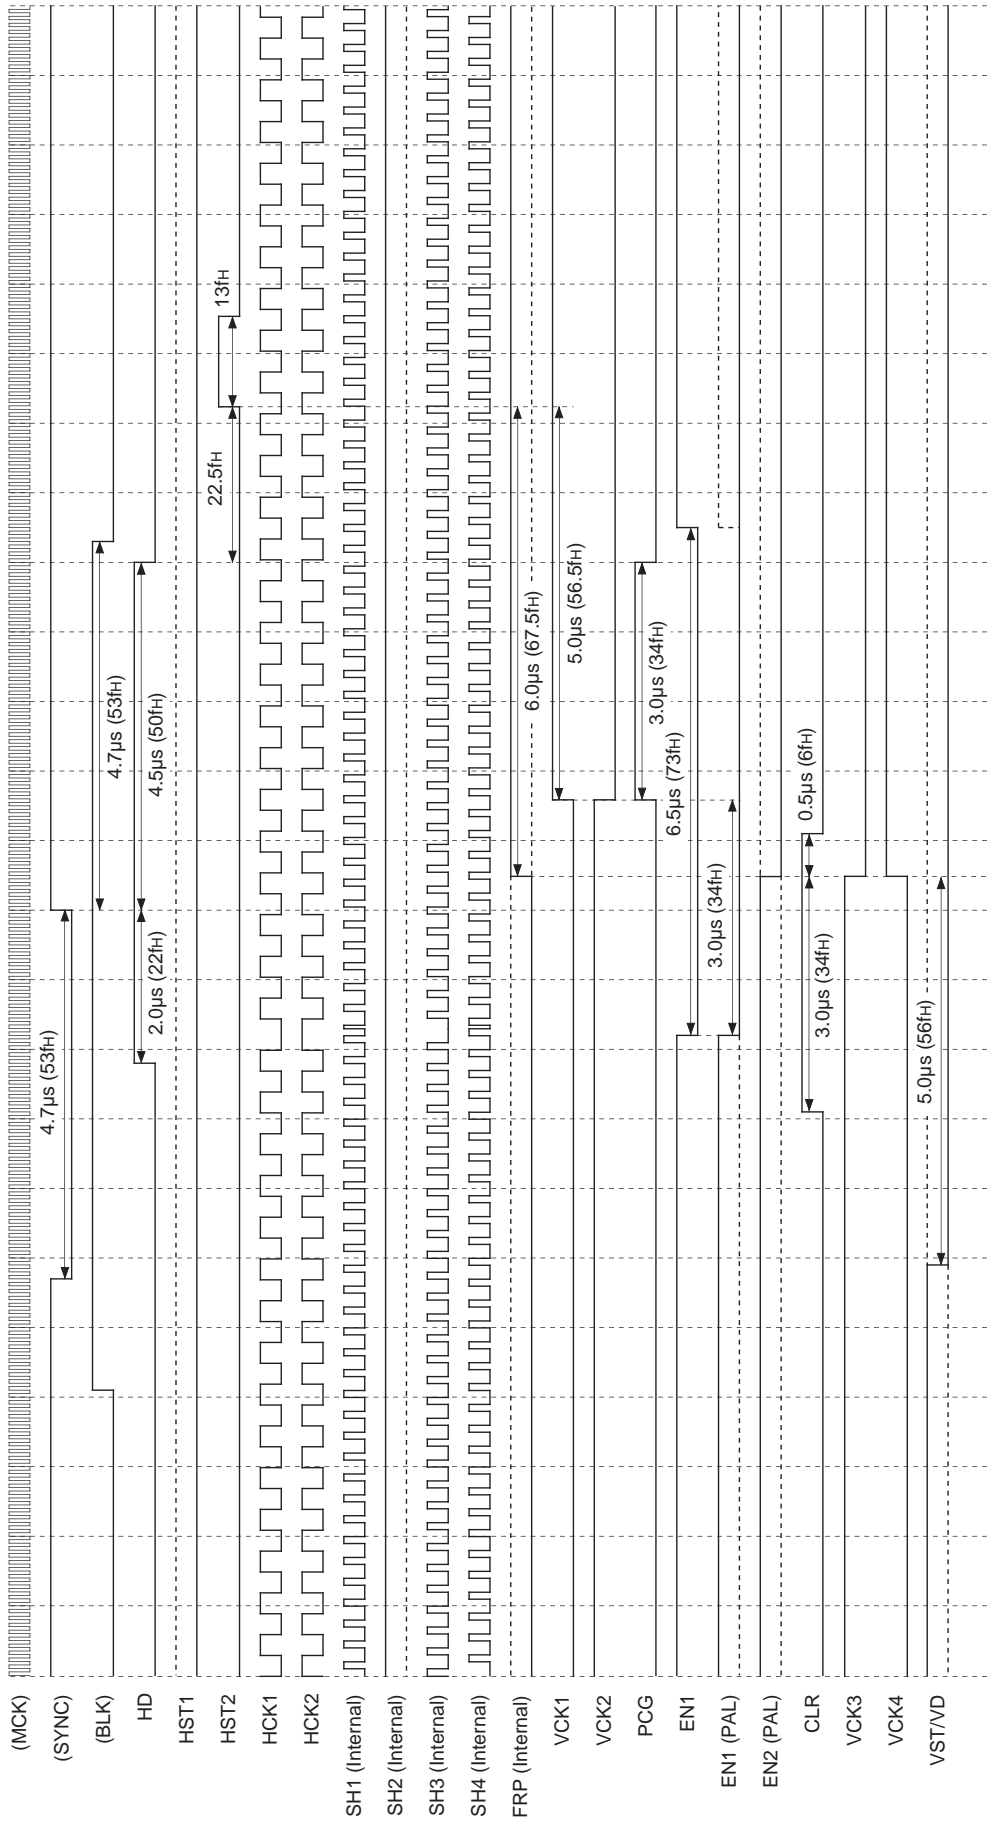 (MCK)
(SYNC)
(BLK)
HD
HST1
HST2
HCK1
HCK2
SH1 (Internal)
SH2 (Internal)
SH3 (Internal)
SH4 (Internal)
FRP (Internal)
VCK1
VCK2
PCG
EN1
EN1 (PAL)
EN2 (PAL)
CLR
VCK3
VCK4
VST/VD
4.7µs (53fH)
4.7µs (53fH)
2.0µs (22fH)
4.5µs (50fH)
22.5fH
13fH
6.0µs (67.5fH)
5.0µs (56.5fH)
3.0µs (34fH)
6.5µs (73fH)
3.0µs (34fH)
3.0µs (34fH)
0.5µs (6fH)
5.0µs (56fH)